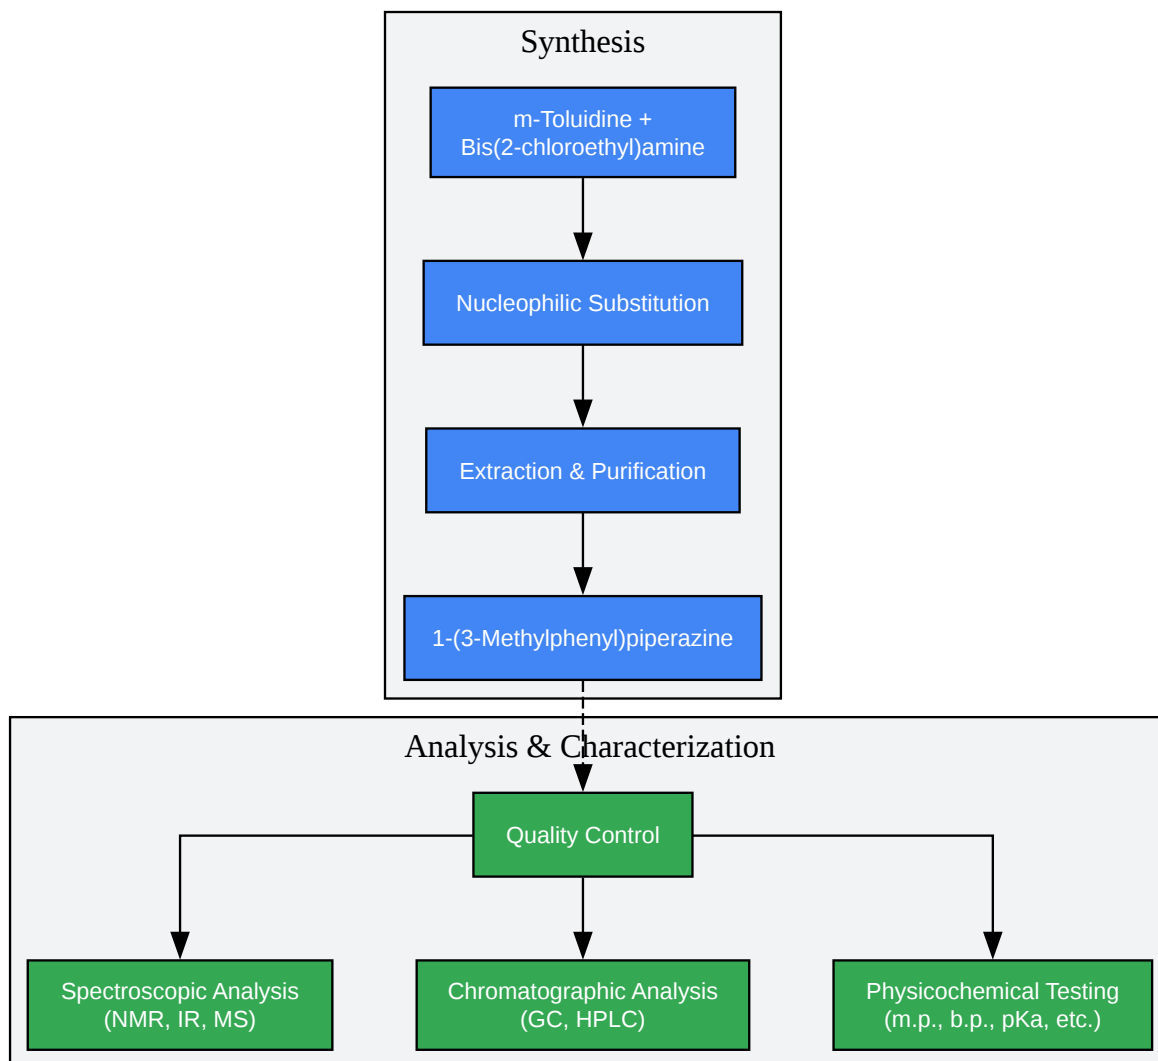 Synthesis
m-Toluidine +
Bis(2-chloroethyl)amine
Nucleophilic Substitution
Extraction & Purification
1-(3-Methylphenyl)piperazine
Analysis & Characterization
Quality Control
Spectroscopic Analysis
(NMR, IR, MS)
Chromatographic Analysis
(GC, HPLC)
Physicochemical Testing
(m.p., b.p., pKa, etc.)